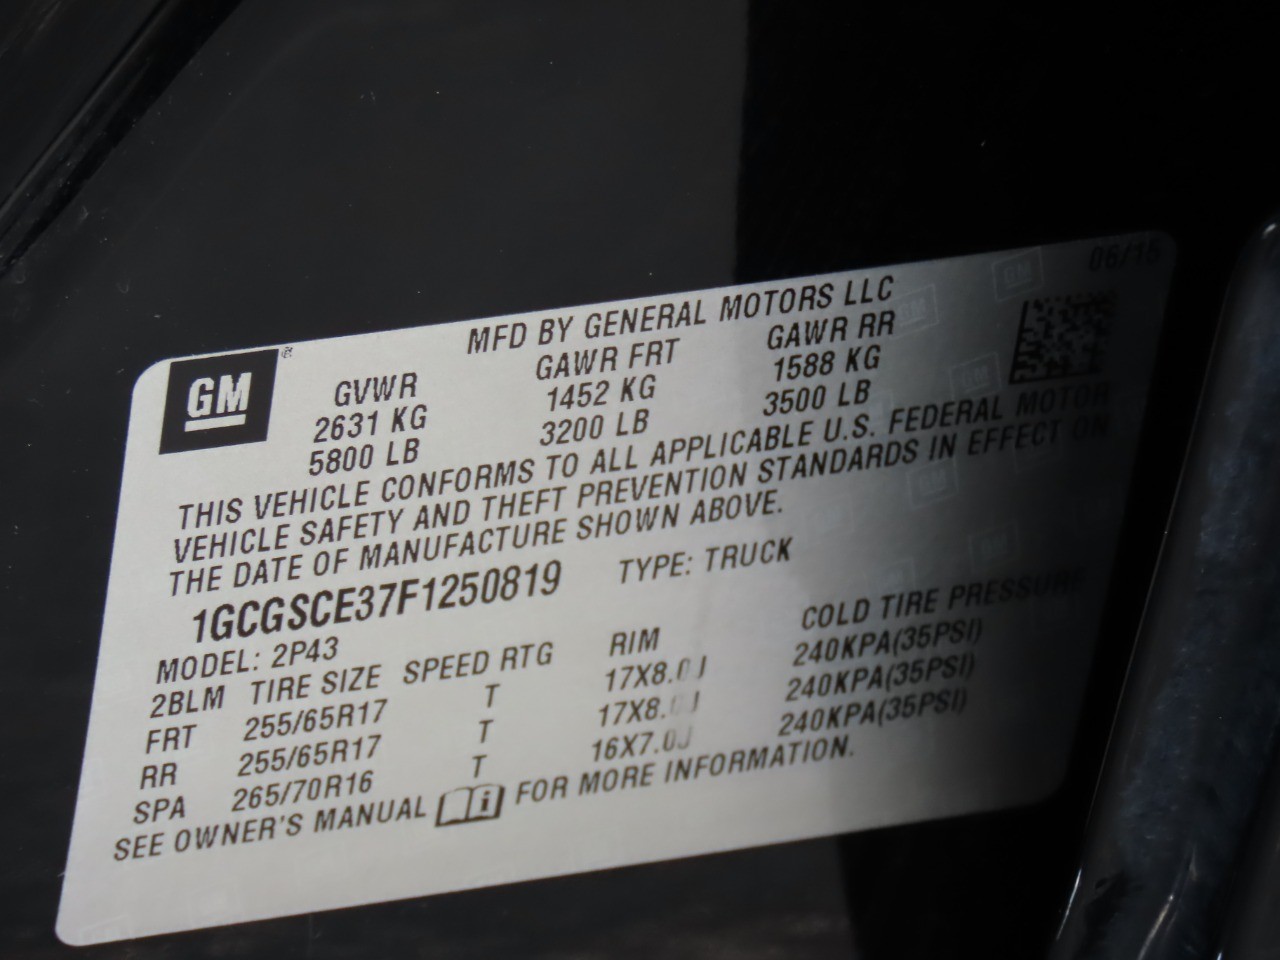 06/15
MFD BY GENERAL MOTORS LLC
GM ®
GVWR GAWR FRT GAWR RR
2631 KG 1452 KG 1588 KG
5800 LB 3200 LB 3500 LB
THIS VEHICLE CONFORMS TO ALL APPLICABLE U.S. FEDERAL MOTOR
VEHICLE SAFETY AND THEFT PREVENTION STANDARDS IN EFFECT ON
THE DATE OF MANUFACTURE SHOWN ABOVE.
1GCGSCE37F1250819 TYPE: TRUCK
MODEL: 2P43
2BLM TIRE SIZE SPEED RTG RIM COLD TIRE PRESSURE
FRT 255/65R17 T 17X8.0J 240KPA(35PSI)
RR 255/65R17 T 17X8.0J 240KPA(35PSI)
SPA 265/70R16 T 16X7.0J 240KPA(35PSI)
SEE OWNER'S MANUAL i FOR MORE INFORMATION.